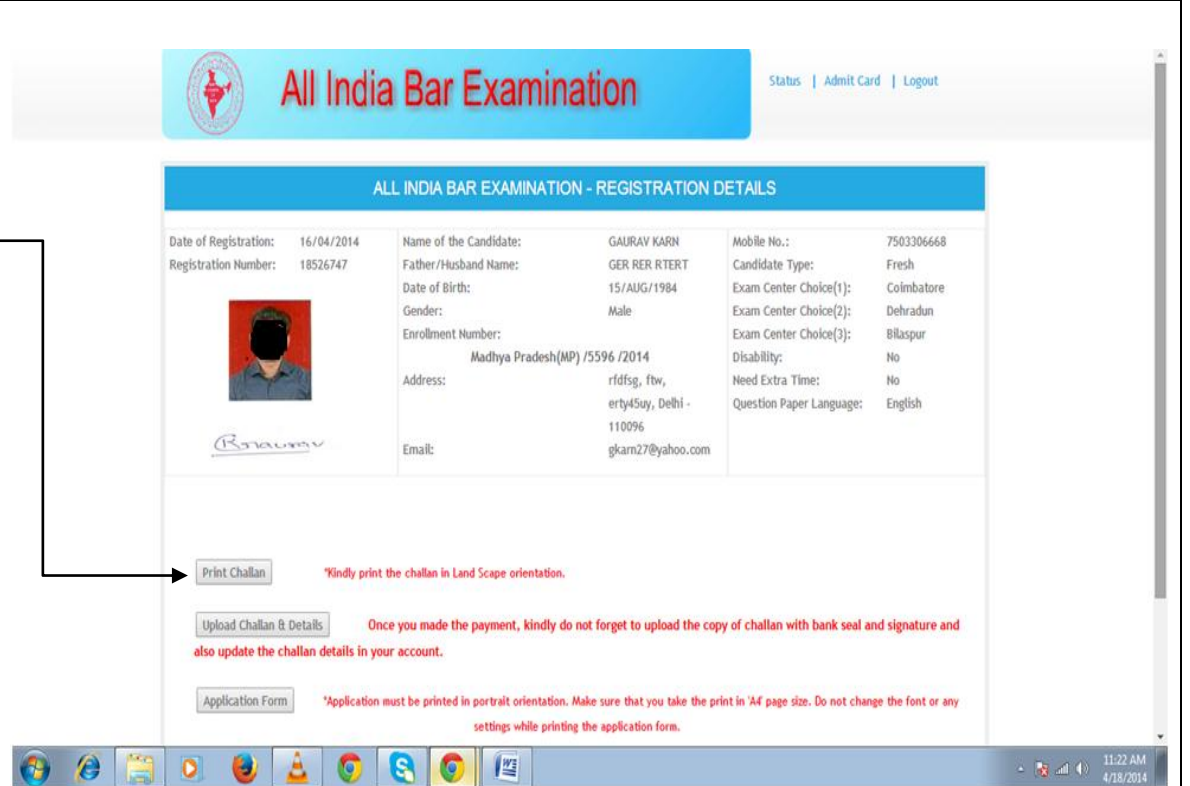 All India Bar Examination
Status | Admit Card | Logout
ALL INDIA BAR EXAMINATION - REGISTRATION DETAILS
Date of Registration: 16/04/2014
Registration Number: 18526747
Name of the Candidate: GAURAV KARN
Father/Husband Name: GER RER RTERT
Date of Birth: 15/AUG/1984
Gender: Male
Enrollment Number:
Madhya Pradesh(MP) /5596 /2014
Address: rfdfsg, ftw,
erty45uy, Delhi -
110096
Email: gkarn27@yahoo.com
Mobile No.: 7503306668
Candidate Type: Fresh
Exam Center Choice(1): Coimbatore
Exam Center Choice(2): Dehradun
Exam Center Choice(3): Bilaspur
Disability: No
Need Extra Time: No
Question Paper Language: English
Print Challan *Kindly print the challan in Land Scape orientation.
Upload Challan & Details Once you made the payment, kindly do not forget to upload the copy of challan with bank seal and signature and
also update the challan details in your account.
Application Form *Application must be printed in portrait orientation. Make sure that you take the print in 'A4' page size. Do not change the font or any
settings while printing the application form.
11:22 AM
4/18/2014